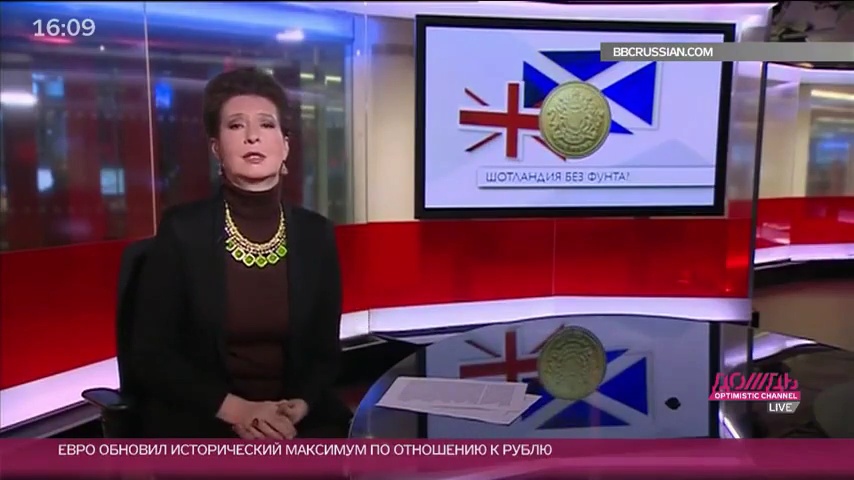 16:09
BBCRUSSIAN.COM
ШОТЛАНДИЯ БЕЗ ФУНТА?
ДОЖДЬ
OPTIMISTIC CHANNEL
LIVE
ЕВРО ОБНОВИЛ ИСТОРИЧЕСКИЙ МАКСИМУМ ПО ОТНОШЕНИЮ К РУБЛЮ